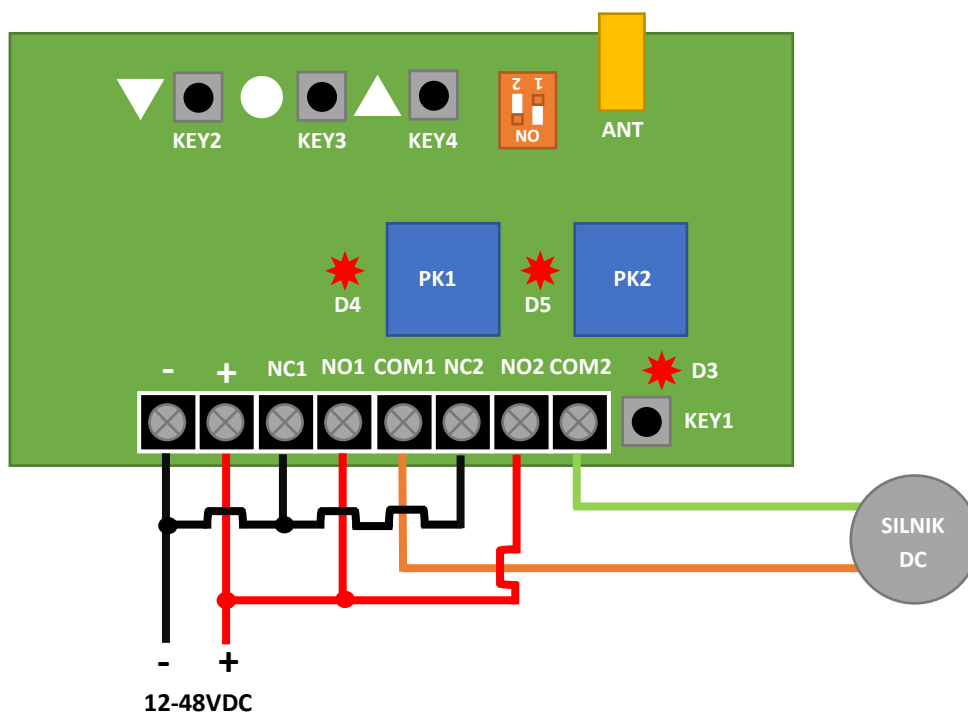 KEY2
KEY3
KEY4
2 1
NO
ANT
PK1
PK2
D4
D5
- + NC1 NO1 COM1 NC2 NO2 COM2
D3
KEY1
SILNIK
DC
- +
12-48VDC